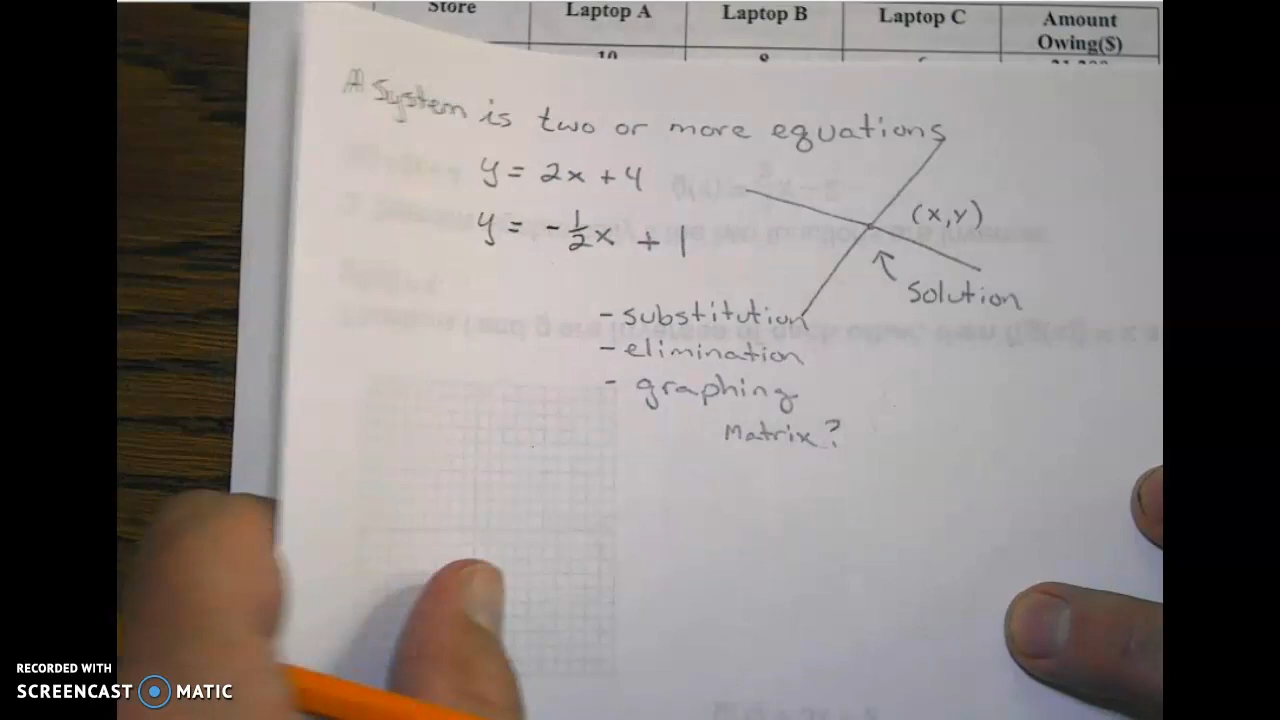 Store Laptop A Laptop B Laptop C Amount Owing($)
A System is two or more equations
y = 2x + 4
y = -1/2x + 1
(x,y)
Solution
- substitution
- elimination
- graphing
Matrix?
RECORDED WITH
SCREENCAST MATIC